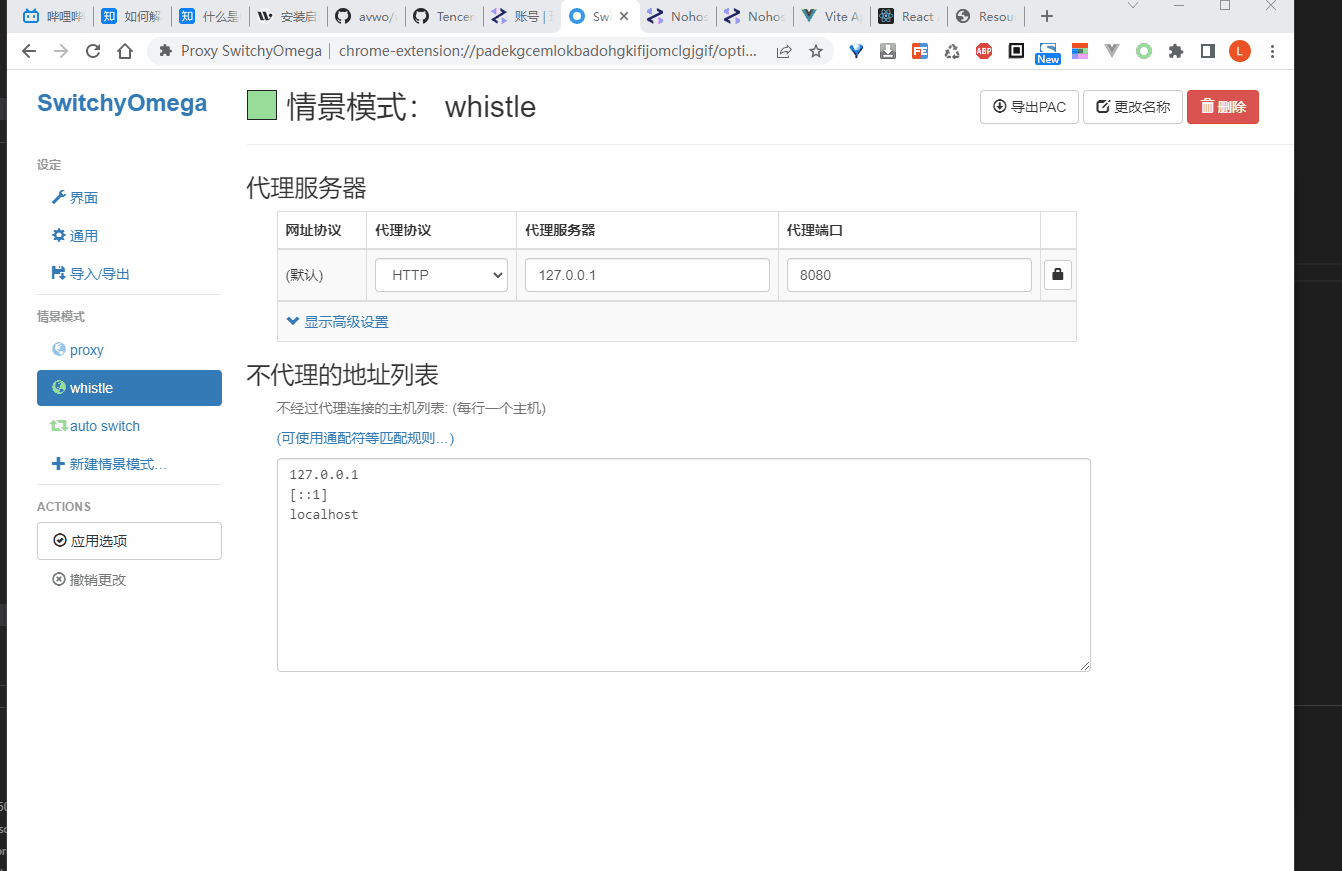 哔哩哔
如何解
什么是
安装启
avwo/
Tencer
账号 |
Swi
Nohos
Nohos
Vite A
React
Resou
Proxy SwitchyOmega | chrome-extension://padekgcemlokbadohgkifijjomclgjgif/opti...
FE
ABP
New
L
SwitchyOmega
情景模式： whistle
导出PAC
更改名称
删除
设定
界面
通用
导入/导出
情景模式
proxy
whistle
auto switch
新建情景模式…
ACTIONS
应用选项
撤销更改
代理服务器
网址协议 代理协议 代理服务器 代理端口
(默认) HTTP 127.0.0.1 8080
显示高级设置
不代理的地址列表
不经过代理连接的主机列表: (每行一个主机)
(可使用通配符等匹配规则…)
127.0.0.1
[::1]
localhost